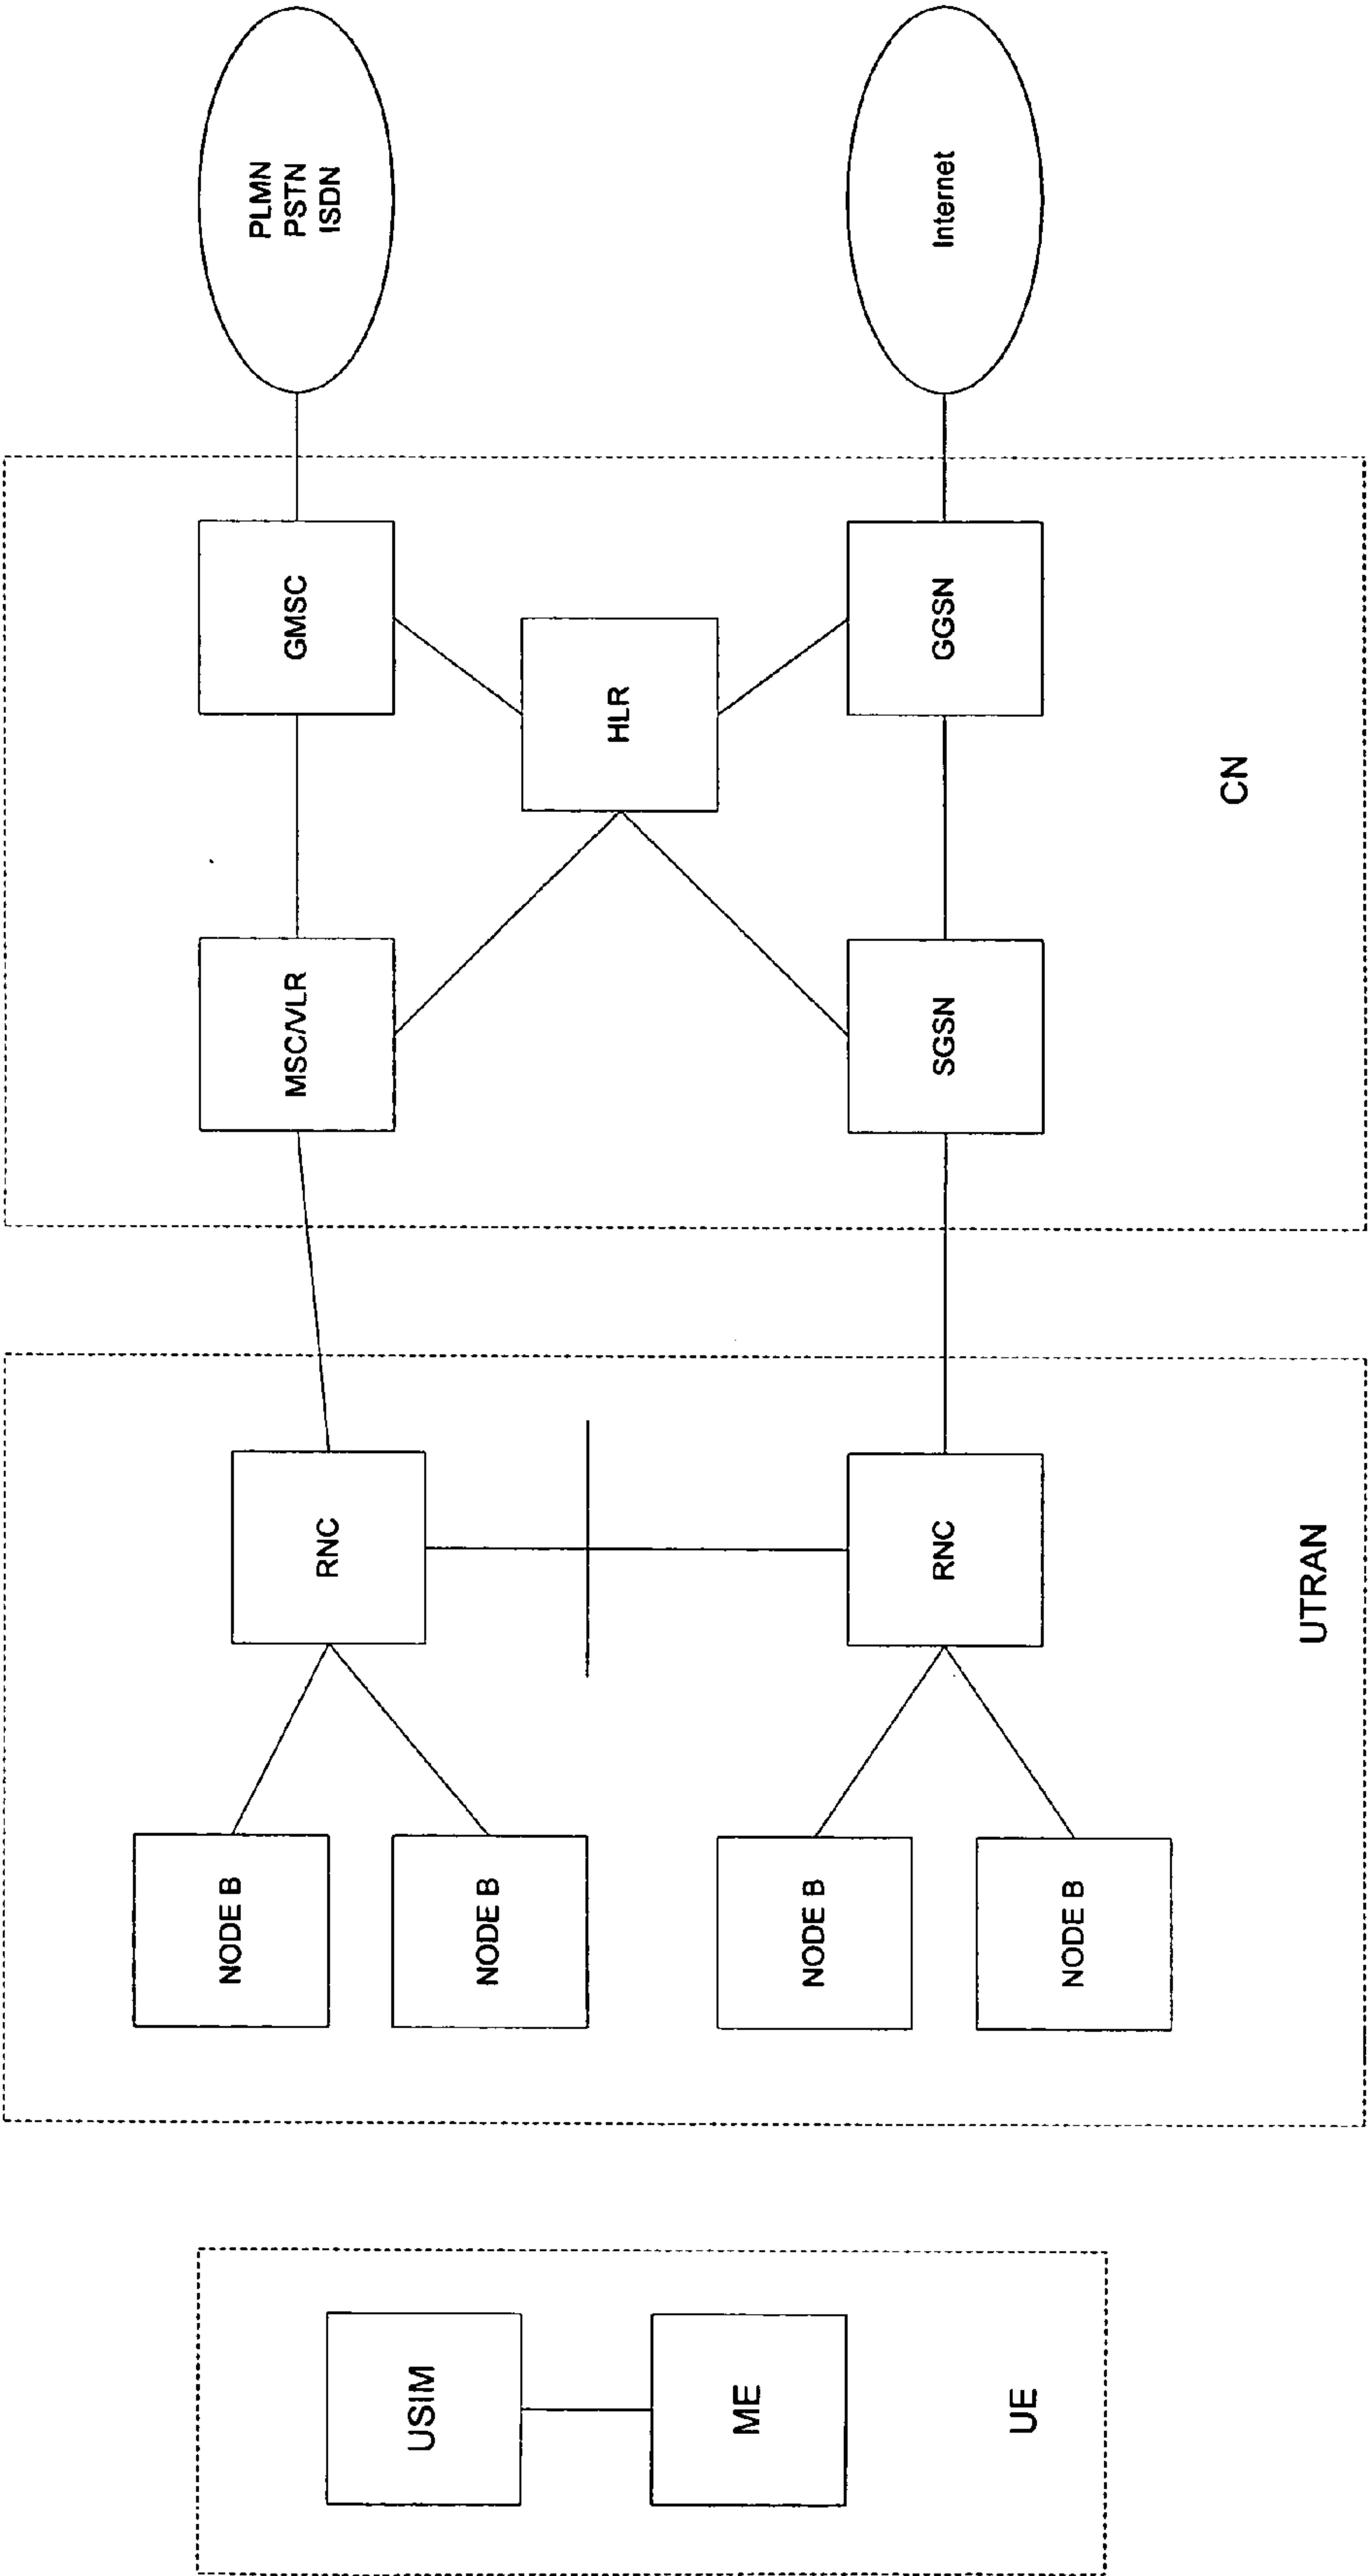 USIM
ME
UE
NODE B
NODE B
NODE B
NODE B
RNC
RNC
UTRAN
MSC/VLR
SGSN
GMSC
HLR
GGSN
CN
PLMN
PSTN
ISDN
Internet